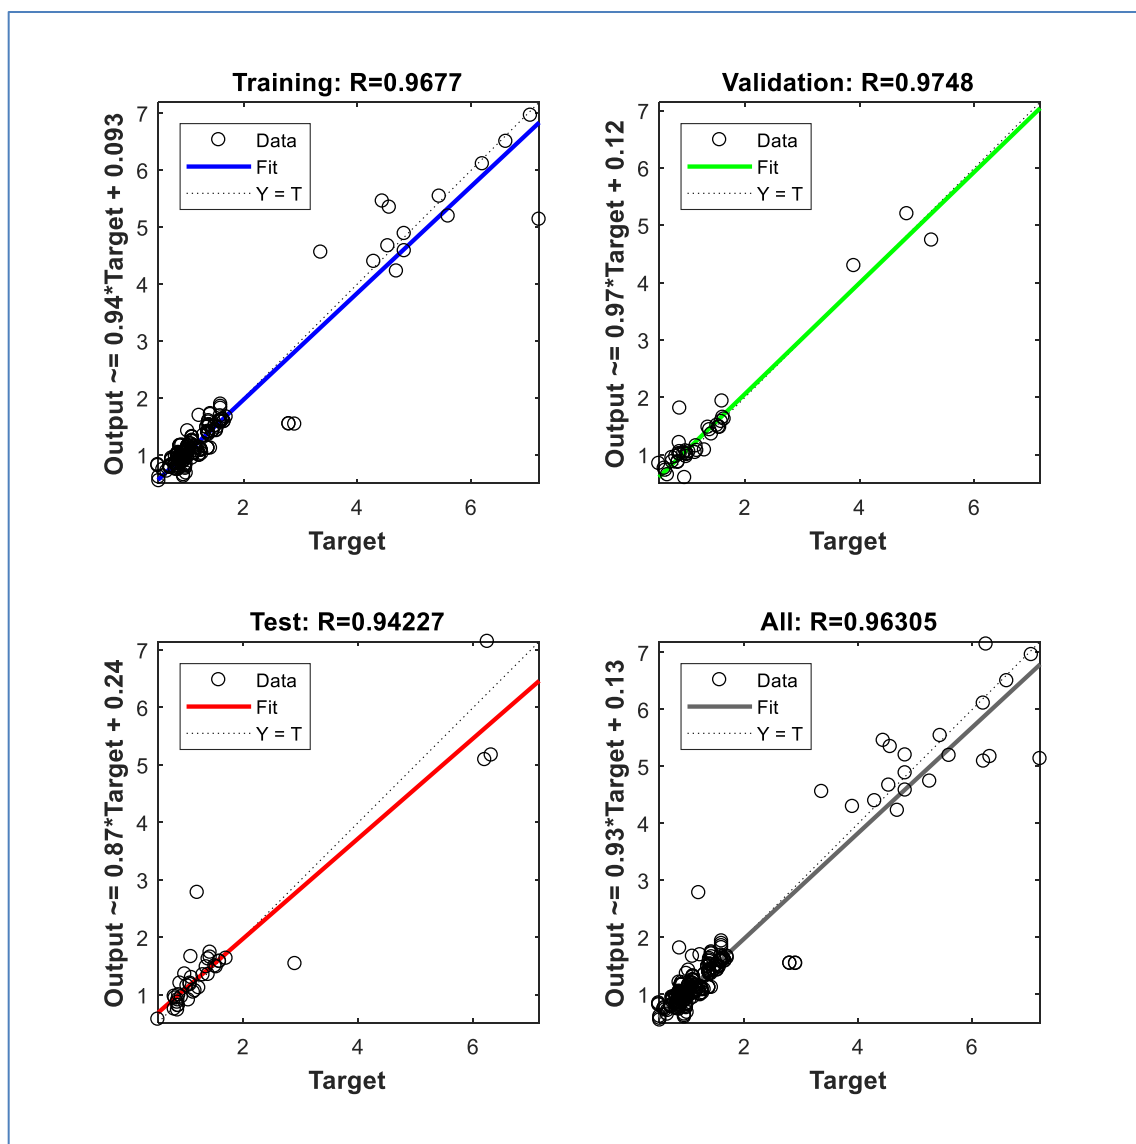 Training: R=0.9677
Output ~= 0.94*Target + 0.093
7
6
5
4
3
2
1
Data
Fit
Y = T
2
4
6
Target
Validation: R=0.9748
Output ~= 0.97*Target + 0.12
7
6
5
4
3
2
1
Data
Fit
Y = T
2
4
6
Target
Test: R=0.94227
Output ~= 0.87*Target + 0.24
7
6
5
4
3
2
1
Data
Fit
Y = T
2
4
6
Target
All: R=0.96305
Output ~= 0.93*Target + 0.13
7
6
5
4
3
2
1
Data
Fit
Y = T
2
4
6
Target